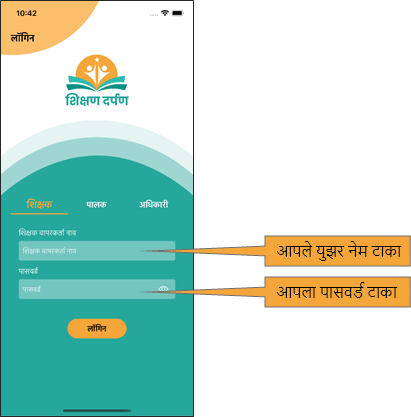 10:42
लॉगिन
शिक्षण दर्पण
शिक्षक पालक अधिकारी
शिक्षक वापरकर्ता नाव
शिक्षक वापरकर्ता नाव
आपले युझर नेम टाका
पासवर्ड
पासवर्ड
आपला पासवर्ड टाका
लॉगिन